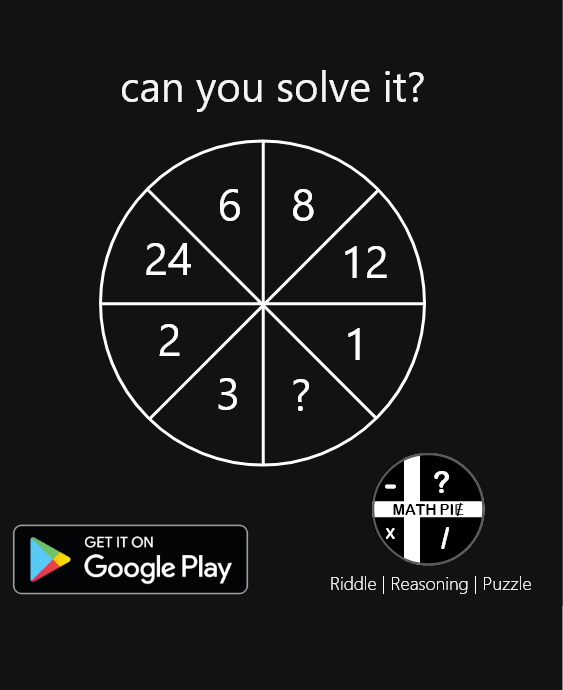 can you solve it?
6 8
24 12
2 1
3 ?
- ?
MATH PIE
x /
GET IT ON
Google Play
Riddle | Reasoning | Puzzle